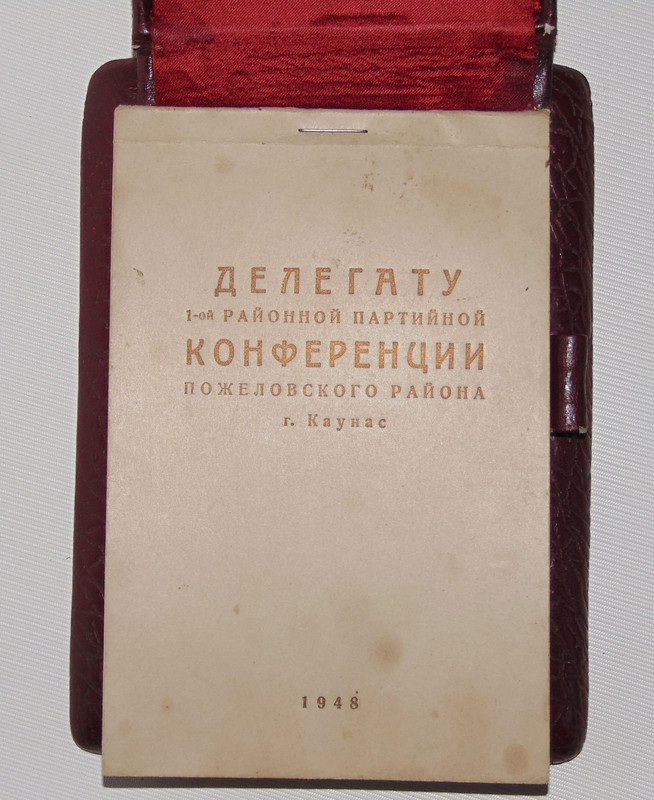 ДЕЛЕГАТУ
1-ой РАЙОННОЙ ПАРТИЙНОЙ
КОНФЕРЕНЦИИ
ПОЖЕЛОВСКОГО РАЙОНА
г. Каунас
1948